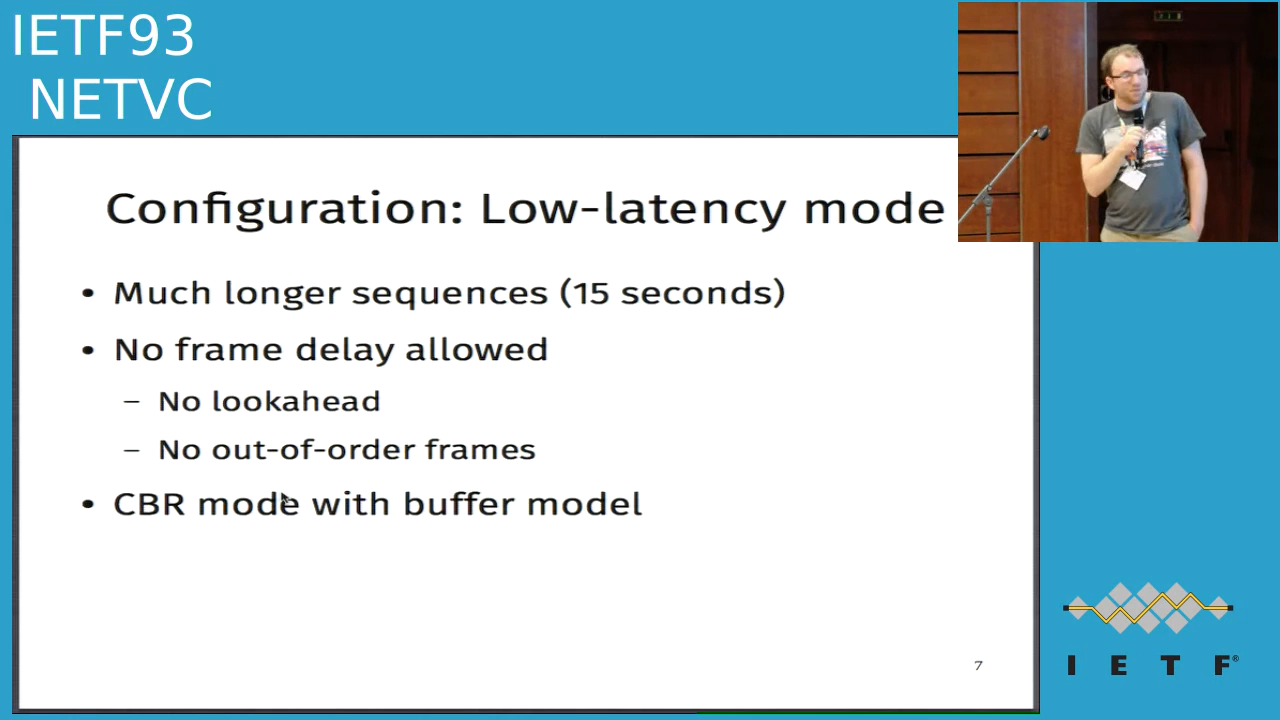 IETF93
NETVC
Configuration: Low-latency mode
• Much longer sequences (15 seconds)
• No frame delay allowed
– No lookahead
– No out-of-order frames
• CBR mode with buffer model
7
I E T F®